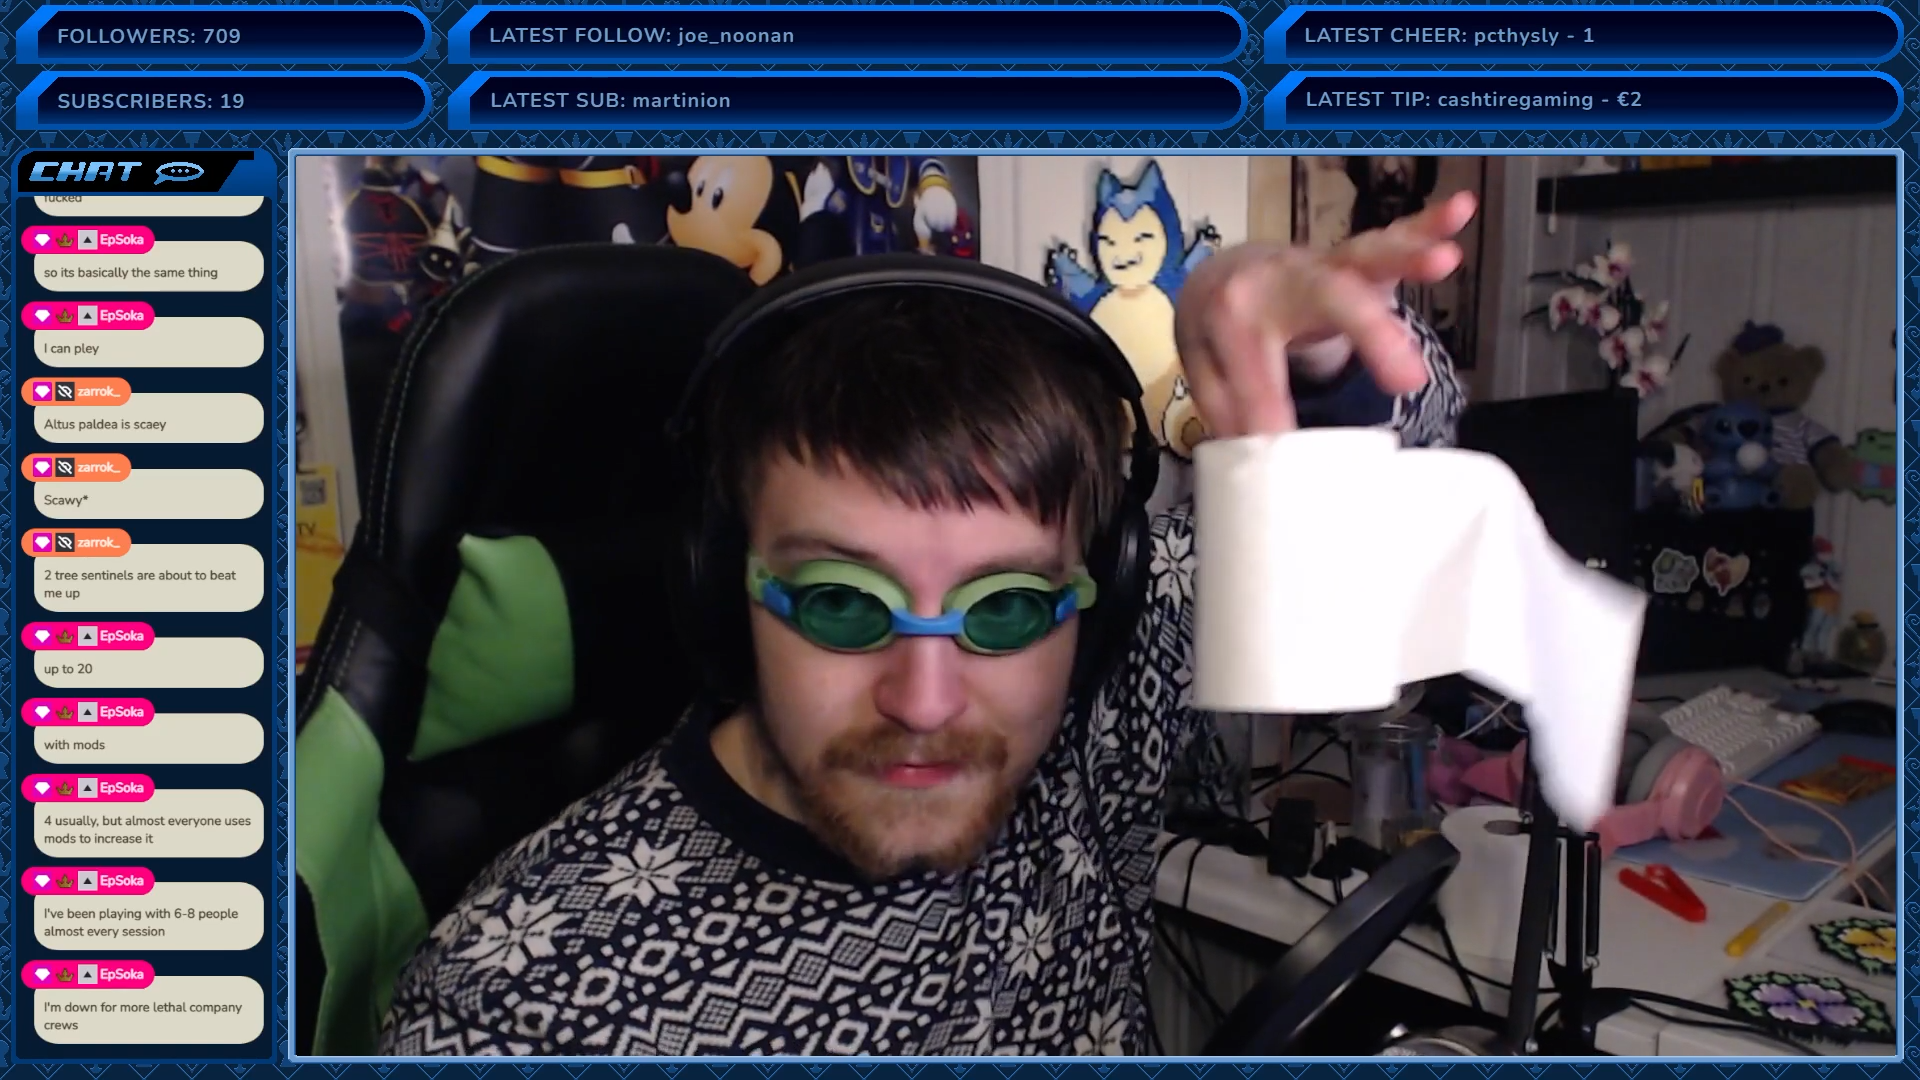 FOLLOWERS: 709
LATEST FOLLOW: joe_noonan
LATEST CHEER: pcthysly - 1
SUBSCRIBERS: 19
LATEST SUB: martinion
LATEST TIP: cashtiregaming - €2
CHAT
fucked
EpSoka
so its basically the same thing
EpSoka
I can pley
zarrok_
Altus paldea is scaey
zarrok_
Scawy*
zarrok_
2 tree sentinels are about to beat
me up
EpSoka
up to 20
EpSoka
with mods
EpSoka
4 usually, but almost everyone uses
mods to increase it
EpSoka
I've been playing with 6-8 people
almost every session
EpSoka
I'm down for more lethal company
crews